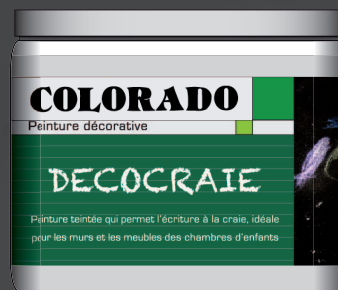 COLORADO
Peinture décorative
DECOCRAIE
Peinture teintée qui permet l'écriture à la craie, idéale
pour les murs et les meubles des chambres d'enfants